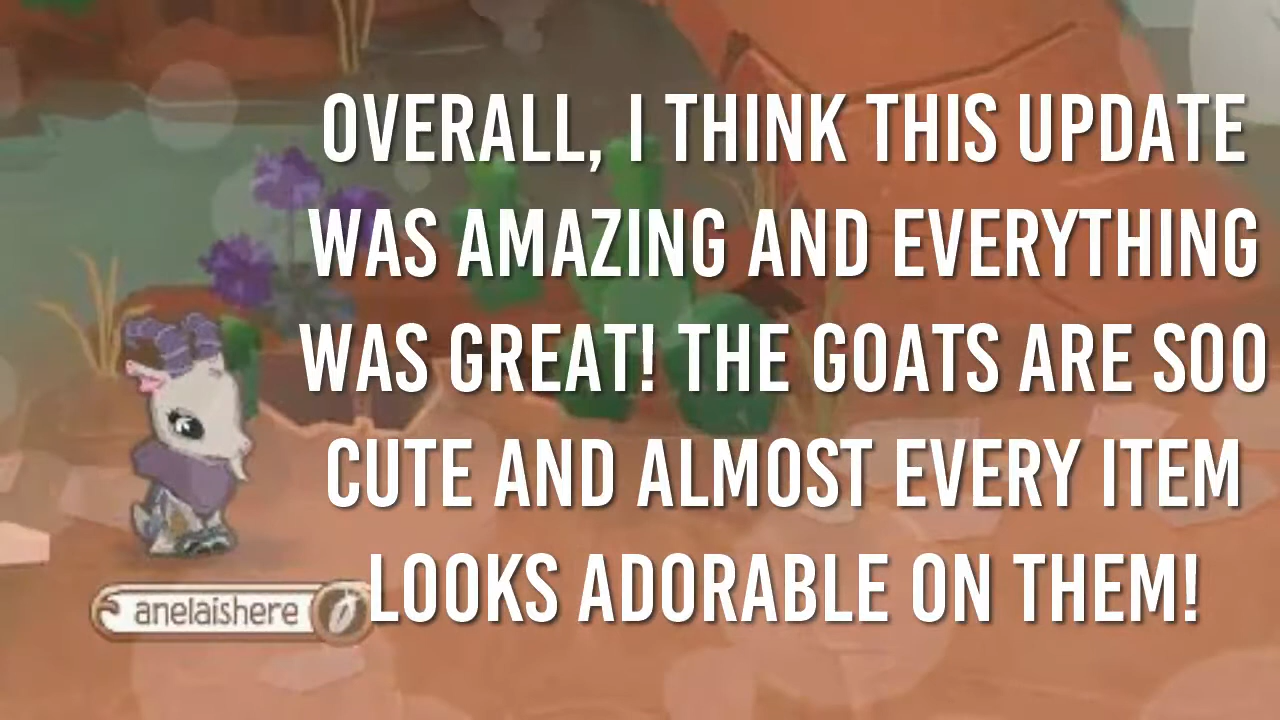 OVERALL, I THINK THIS UPDATE
WAS AMAZING AND EVERYTHING
WAS GREAT! THE GOATS ARE SOO
CUTE AND ALMOST EVERY ITEM
LOOKS ADORABLE ON THEM!
anelaishere